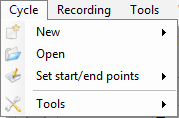 Cycle Recording Tools
New
Open
Set start/end points
Tools